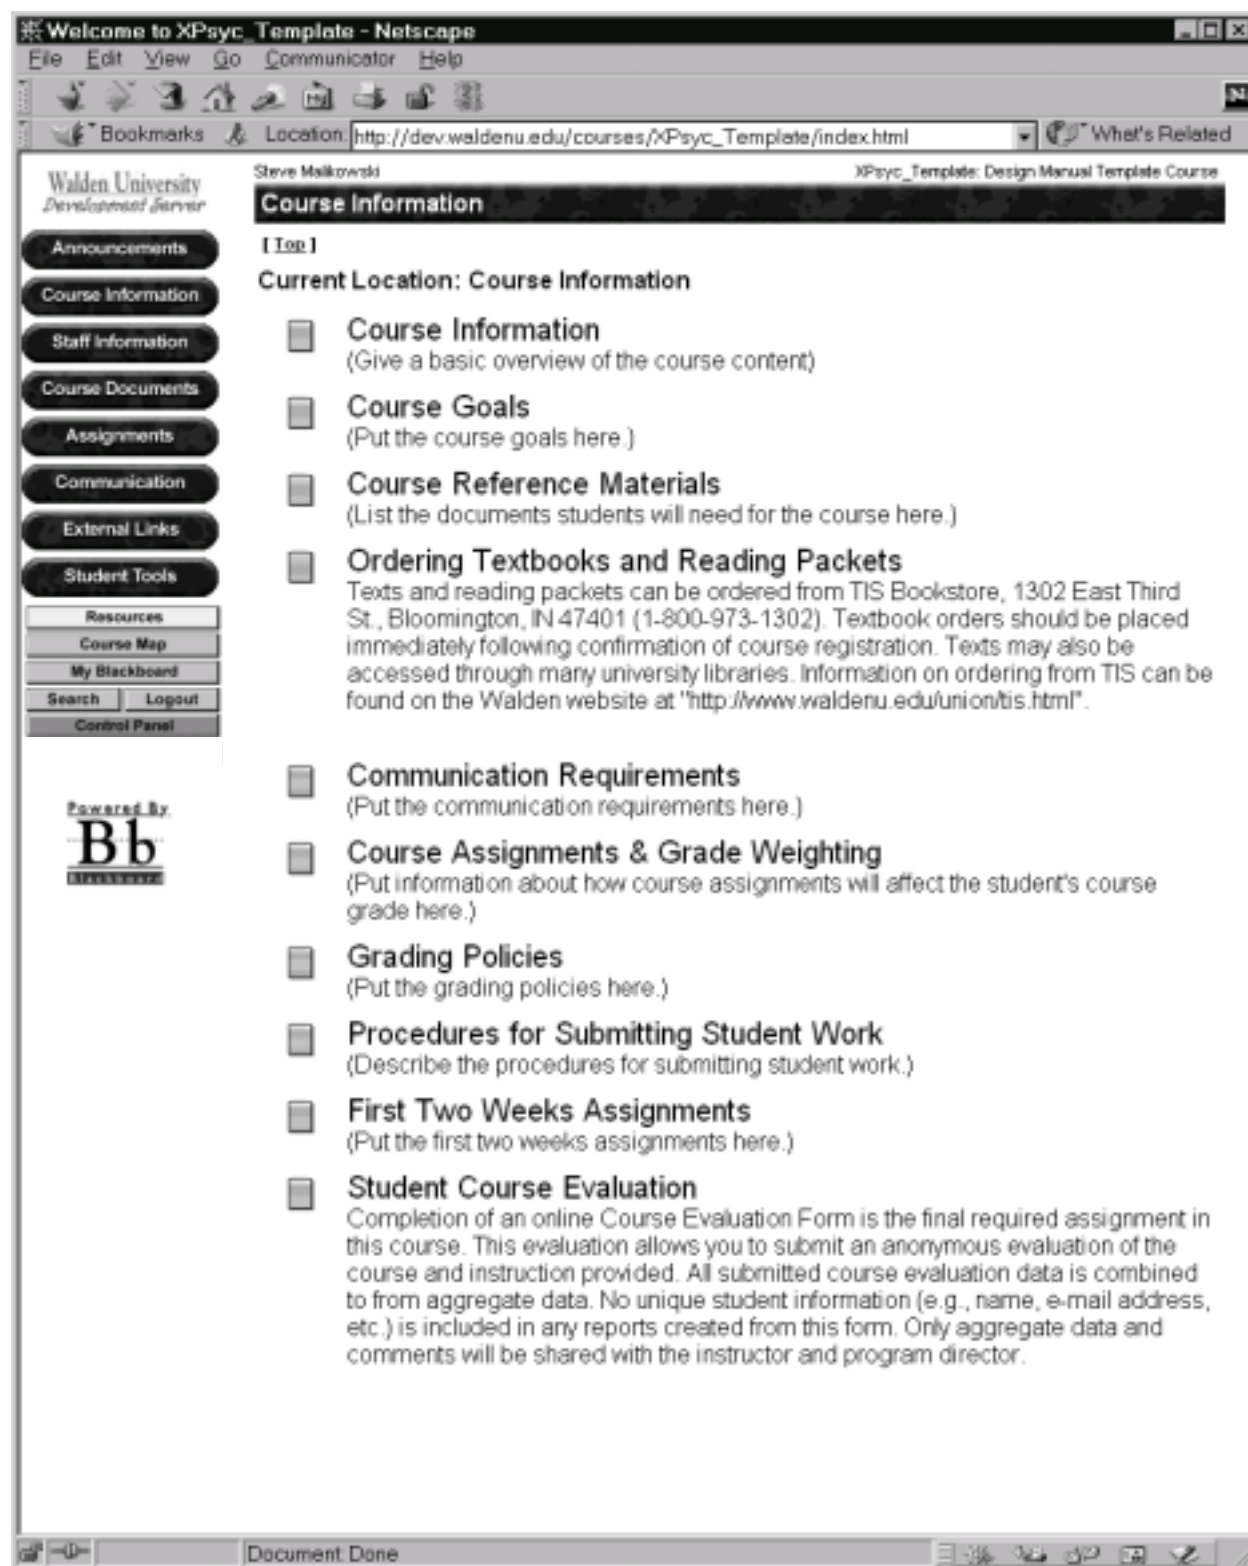 Welcome to XPsyc_Template - Netscape
File Edit View Go Communicator Help
Bookmarks Location: http://dev.waldenu.edu/courses/XPsyc_Template/index.html What's Related
Walden University
Development Server
Announcements
Course Information
Staff Information
Course Documents
Assignments
Communication
External Links
Student Tools
Resources
Course Map
My Blackboard
Search Logout
Control Panel
Powered By
Bb
Blackboard
Steve Malikowski XPsyc_Template: Design Manual Template Course
Course Information
[ Top ]
Current Location: Course Information
Course Information
(Give a basic overview of the course content)
Course Goals
(Put the course goals here.)
Course Reference Materials
(List the documents students will need for the course here.)
Ordering Textbooks and Reading Packets
Texts and reading packets can be ordered from TIS Bookstore, 1302 East Third
St., Bloomington, IN 47401 (1-800-973-1302). Textbook orders should be placed
immediately following confirmation of course registration. Texts may also be
accessed through many university libraries. Information on ordering from TIS can be
found on the Walden website at "http://www.waldenu.edu/union/tis.html".
Communication Requirements
(Put the communication requirements here.)
Course Assignments & Grade Weighting
(Put information about how course assignments will affect the student's course
grade here.)
Grading Policies
(Put the grading policies here.)
Procedures for Submitting Student Work
(Describe the procedures for submitting student work.)
First Two Weeks Assignments
(Put the first two weeks assignments here.)
Student Course Evaluation
Completion of an online Course Evaluation Form is the final required assignment in
this course. This evaluation allows you to submit an anonymous evaluation of the
course and instruction provided. All submitted course evaluation data is combined
to from aggregate data. No unique student information (e.g., name, e-mail address,
etc.) is included in any reports created from this form. Only aggregate data and
comments will be shared with the instructor and program director.
Document: Done